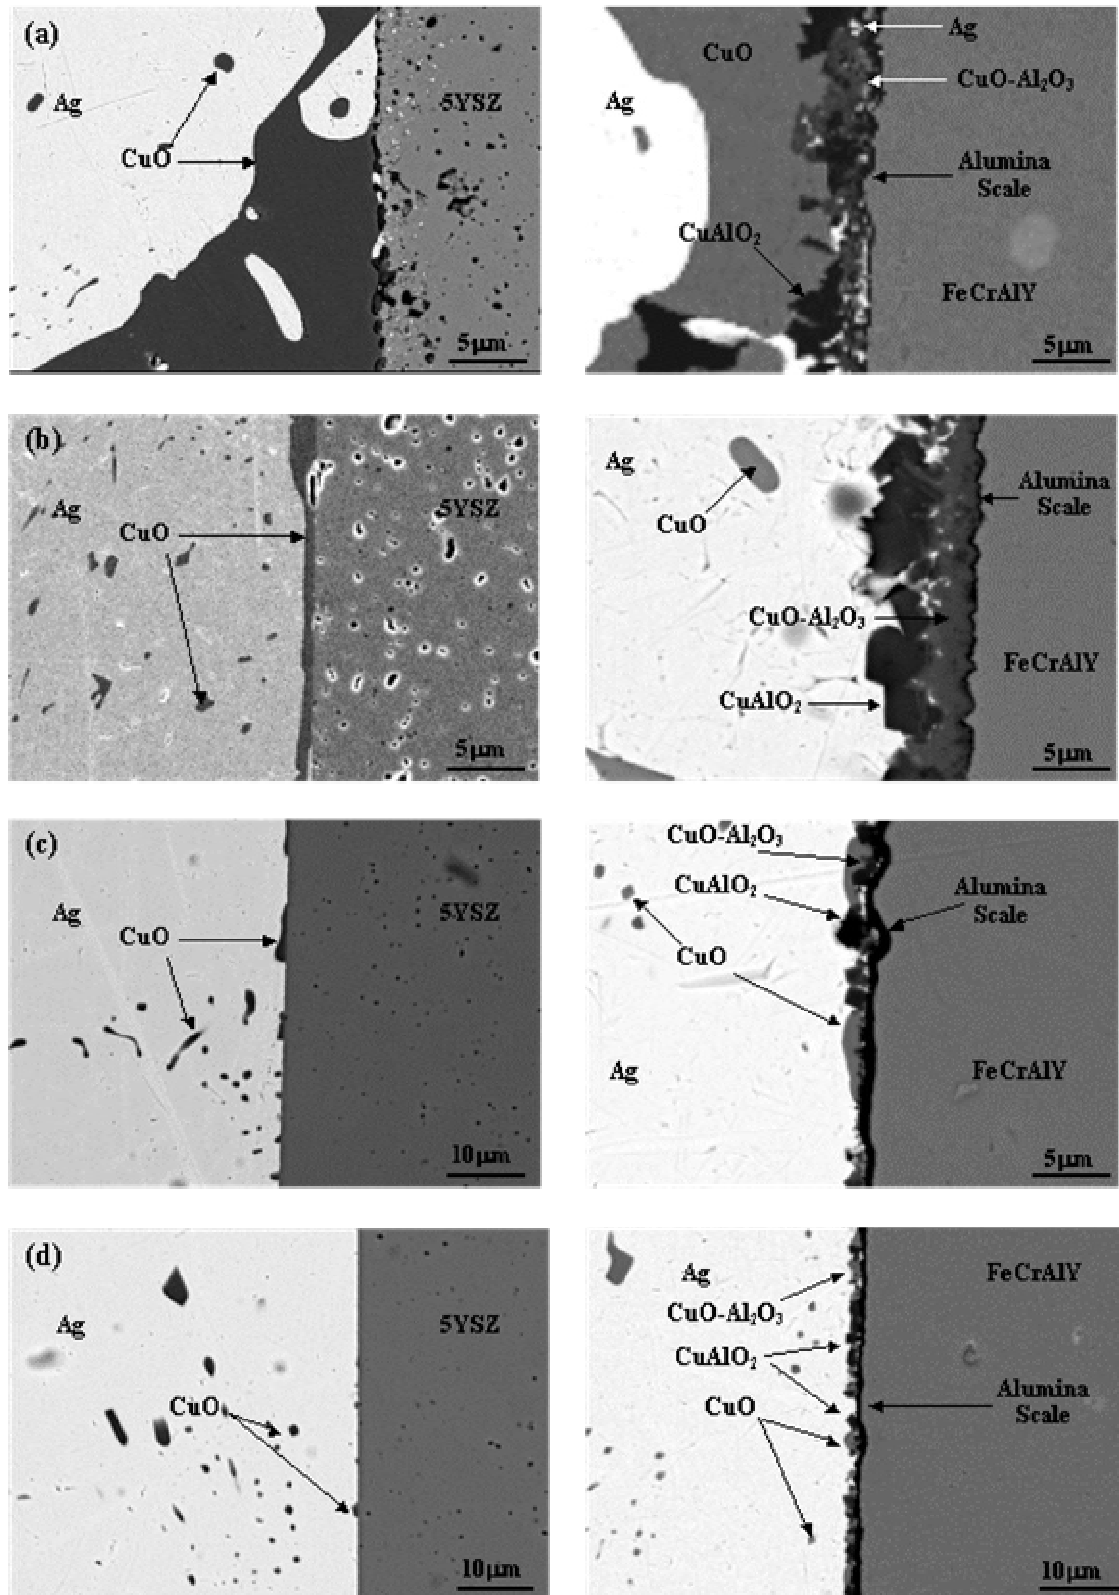 (a)
Ag
CuO
5YSZ
5μm
CuO
Ag
CuO-Al₂O₃
Ag
Alumina
Scale
CuAlO₂
FeCrAlY
5μm
(b)
Ag
CuO
5YSZ
5μm
Ag
CuO
Alumina
Scale
CuO-Al₂O₃
FeCrAlY
CuAlO₂
5μm
(c)
Ag
CuO
5YSZ
10μm
CuO-Al₂O₃
CuAlO₂
Alumina
Scale
CuO
Ag
FeCrAlY
5μm
(d)
Ag
5YSZ
CuO
10μm
Ag
FeCrAlY
CuO-Al₂O₃
CuAlO₂
Alumina
Scale
CuO
10μm